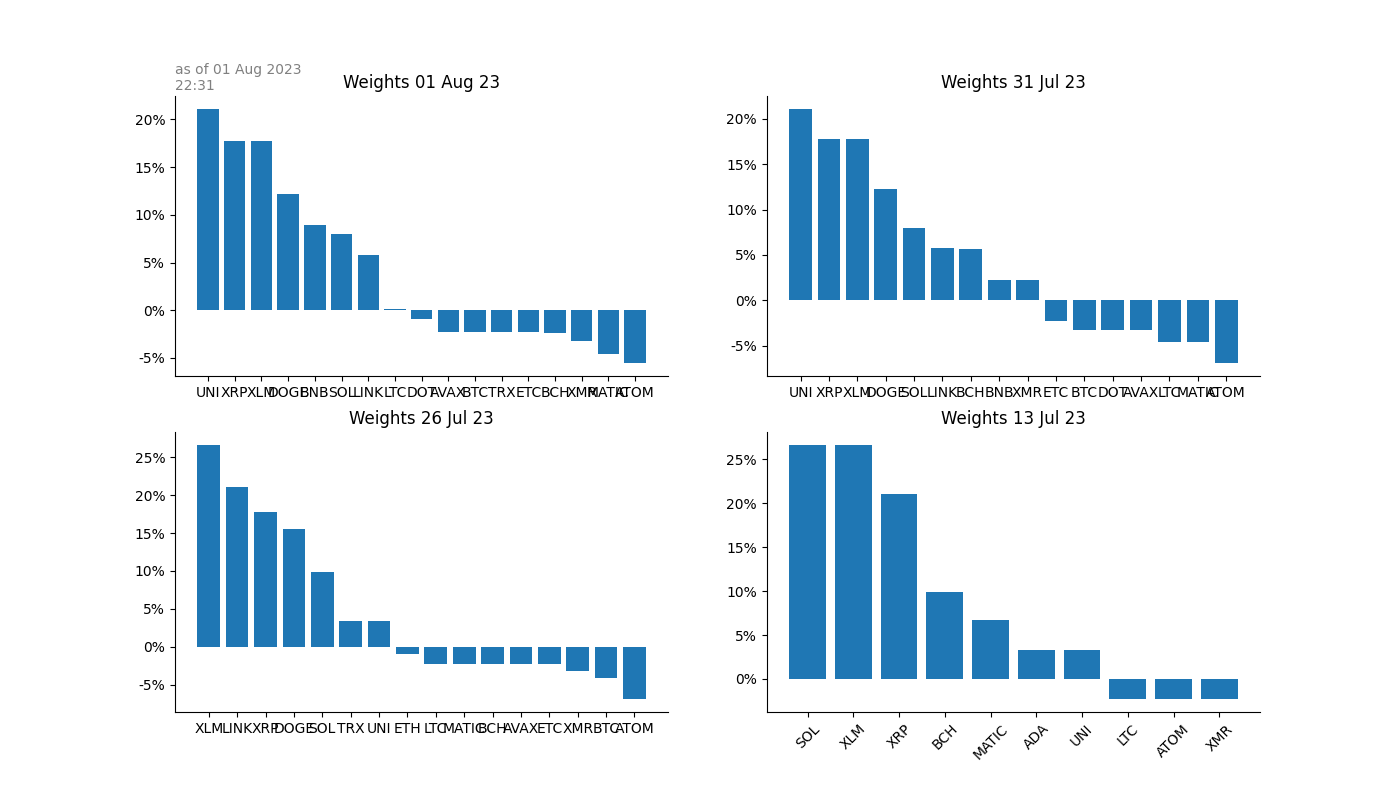 as of 01 Aug 2023
22:31
Weights 01 Aug 23
20%
15%
10%
5%
0%
-5%
UNI XRP XLM DOGE BNB SOL LINK LTC DOT AVAX BTC TRX ETC BCH XMR MATIC ATOM
Weights 31 Jul 23
20%
15%
10%
5%
0%
-5%
UNI XRP XLM DOGE SOL LINK BCH BNB XMR ETC BTC DOT AVAX LTC MATIC ATOM
Weights 26 Jul 23
25%
20%
15%
10%
5%
0%
-5%
XLM LINK XRP DOGE SOL TRX UNI ETH LTC MATIC BCH AVAX ETC XMR BTC ATOM
Weights 13 Jul 23
25%
20%
15%
10%
5%
0%
SOL XLM XRP BCH MATIC ADA UNI LTC ATOM XMR